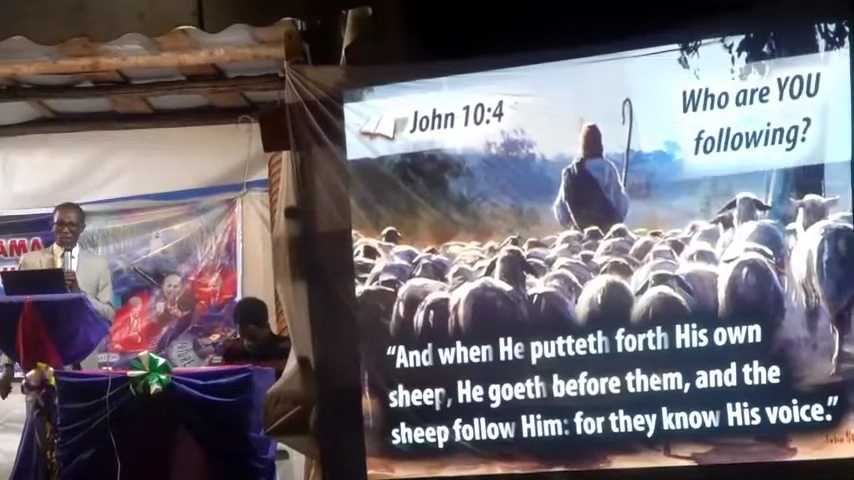 John 10:4
Who are YOU
following?
AMA
“And when He putteth forth His own
sheep, He goeth before them, and the
sheep follow Him: for they know His voice.”